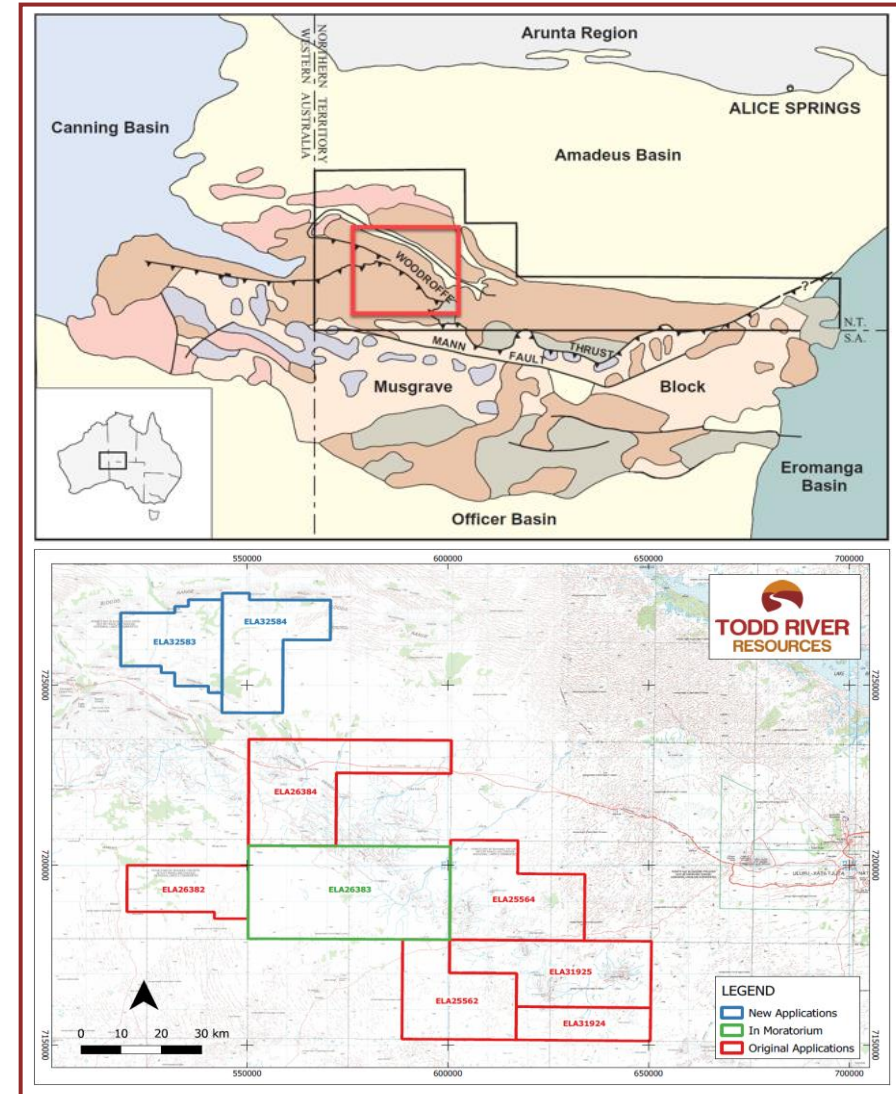 Arunta Region
NORTHERN TERRITORY
WESTERN AUSTRALIA
ALICE SPRINGS
Canning Basin
Amadeus Basin
WOODROFFE
?
N.T.
S.A.
MANN
FAULT
THRUST
Musgrave
Block
Eromanga
Basin
Officer Basin
550000
600000
650000
700000
TODD RIVER
RESOURCES
ELA32583
ELA32584
7250000
7250000
ELA26384
7200000
7200000
ELA26382
ELA26383
ELA25564
ELA31925
ELA25562
ELA31924
LEGEND
New Applications
In Moratorium
Original Applications
0 10 20 30 km
7150000
7150000
550000
600000
650000
700000